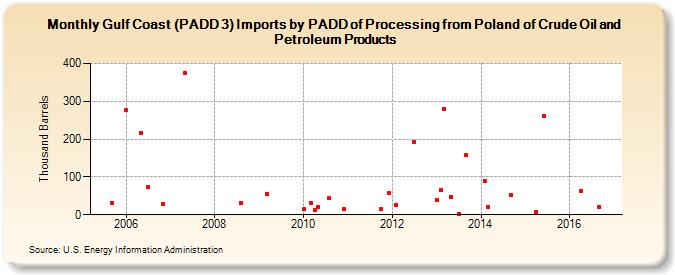 Monthly Gulf Coast (PADD 3) Imports by PADD of Processing from Poland of Crude Oil and
Petroleum Products
Thousand Barrels
400
300
200
100
0
2006 2008 2010 2012 2014 2016
Source: U.S. Energy Information Administration